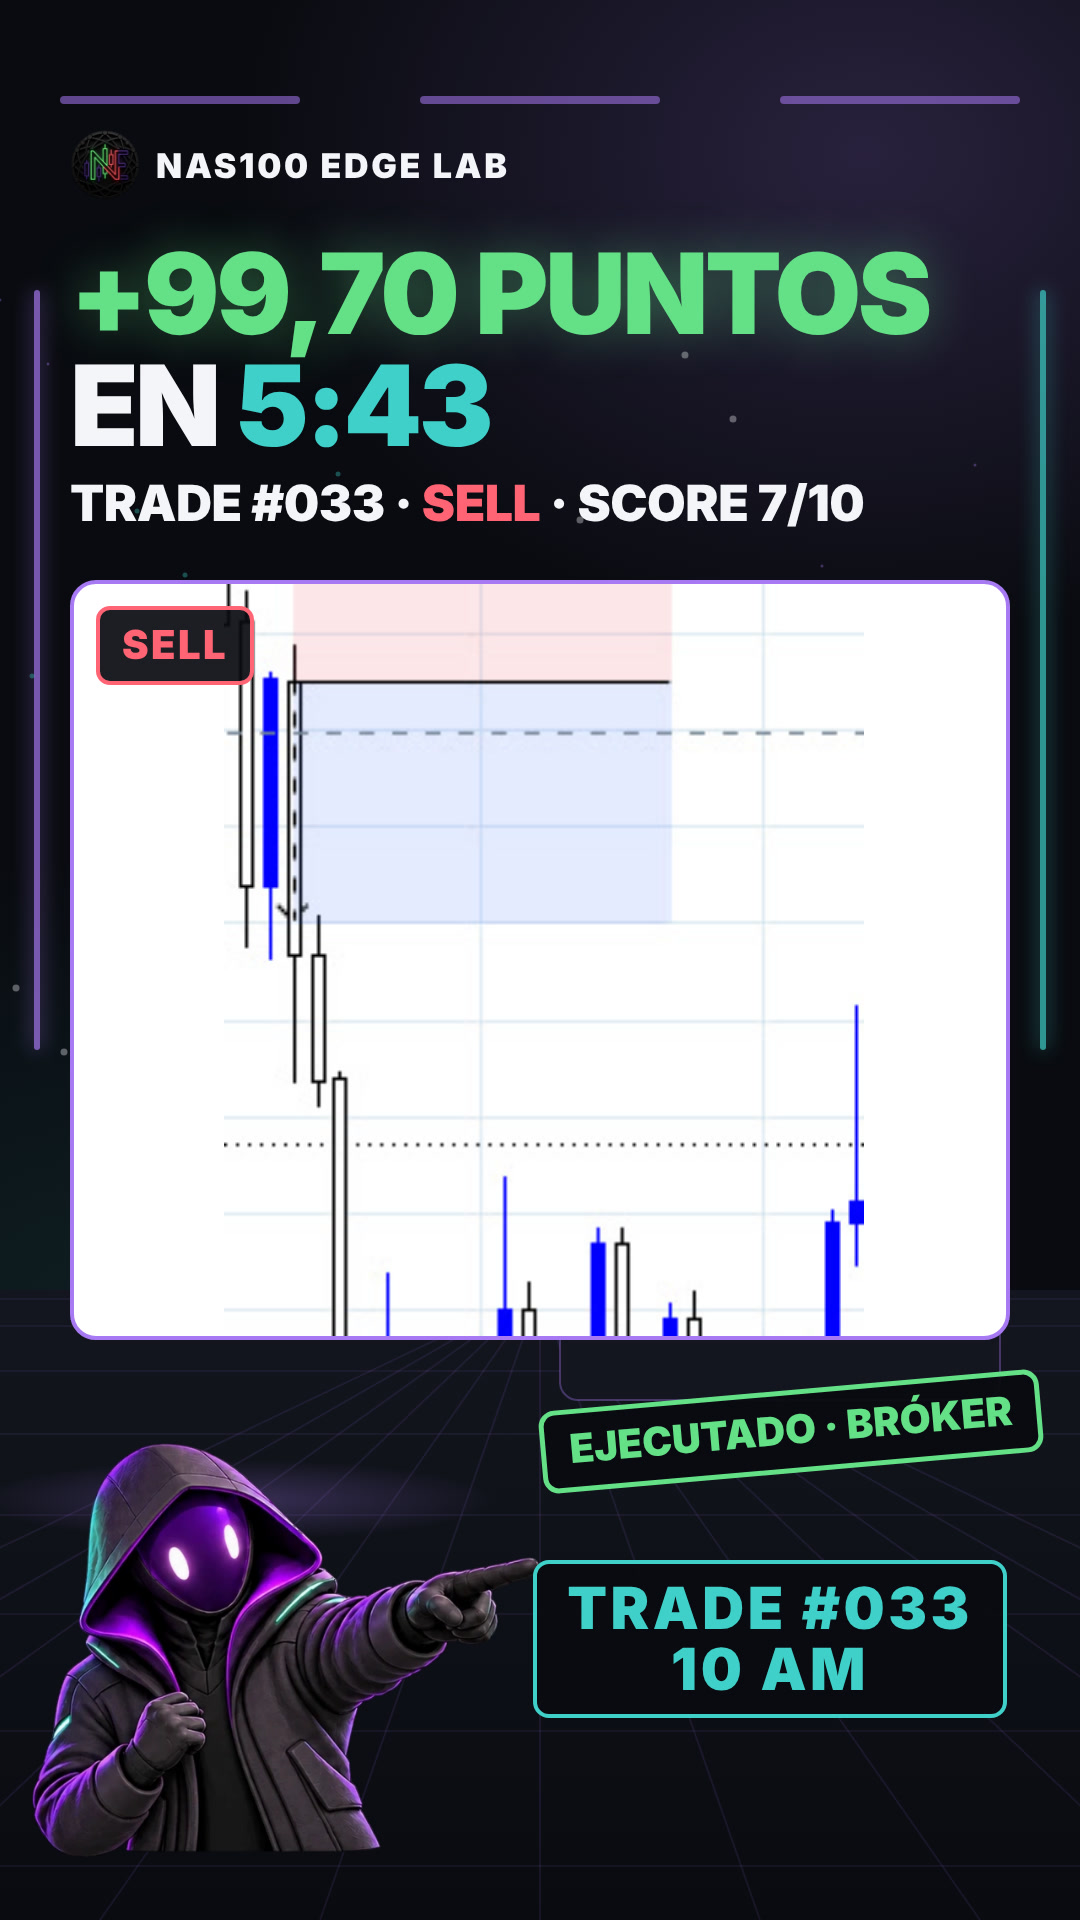 NAS100 EDGE LAB
+99,70 PUNTOS
EN 5:43
TRADE #033 · SELL · SCORE 7/10
SELL
EJECUTADO · BRÓKER
TRADE #033
10 AM